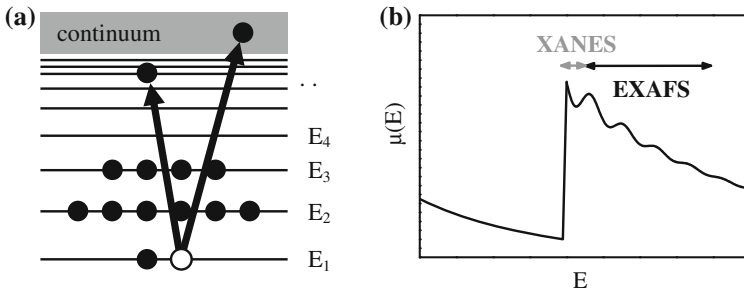 (a)
continuum
. .
E4
E3
E2
E1
(b)
XANES
EXAFS
μ(E)
E